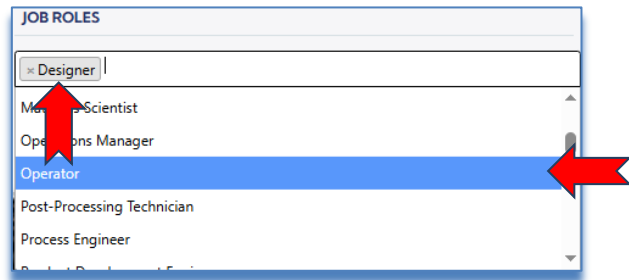 JOB ROLES
× Designer
Scientist
Manager
Operator
Post-Processing Technician
Process Engineer